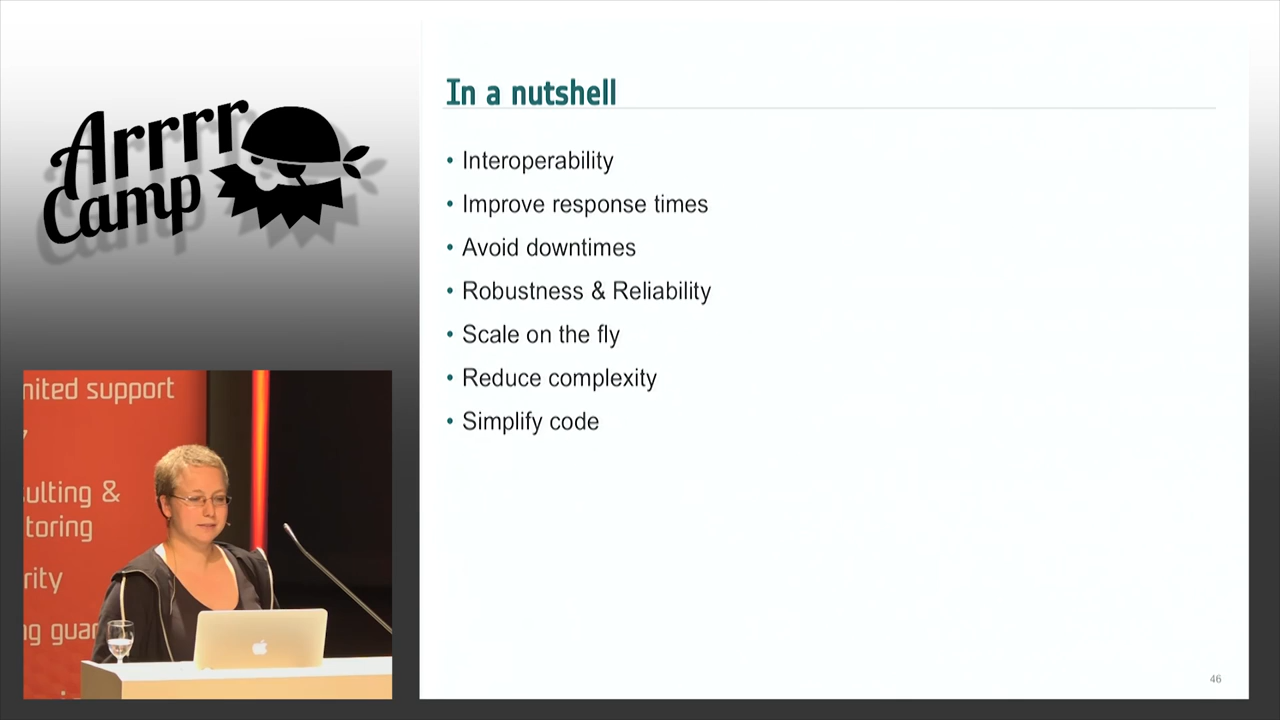 Arrrr
Camp
In a nutshell
• Interoperability
• Improve response times
• Avoid downtimes
• Robustness & Reliability
• Scale on the fly
• Reduce complexity
• Simplify code
46
nited support
sulting &
toring
rity
ng guar